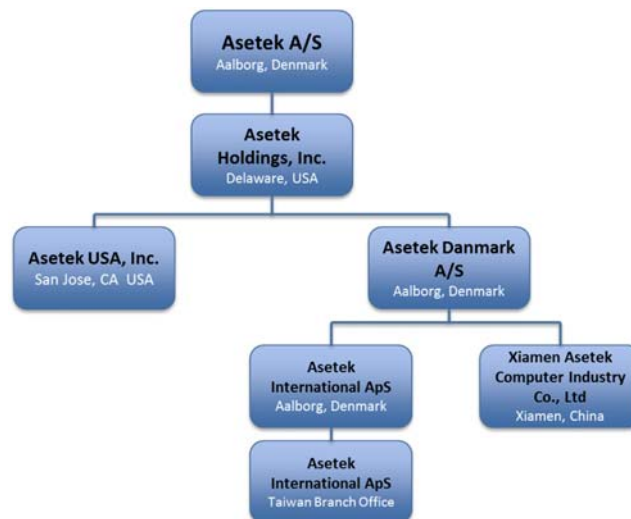 Asetek A/S
Aalborg, Denmark
Asetek
Holdings, Inc.
Delaware, USA
Asetek USA, Inc.
San Jose, CA  USA
Asetek Danmark
A/S
Aalborg, Denmark
Asetek
International ApS
Aalborg, Denmark
Xiamen Asetek
Computer Industry
Co., Ltd
Xiamen, China
Asetek
International ApS
Taiwan Branch Office